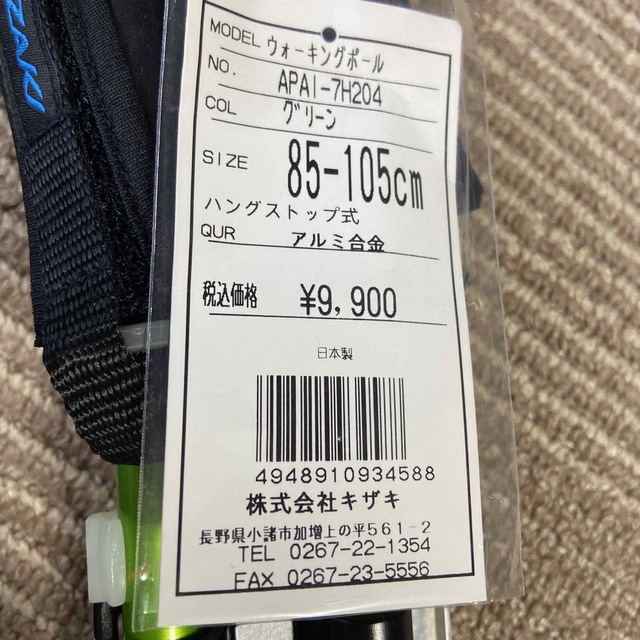 ZAKI
MODEL ウォーキングポール
NO. APAI-7H204
COL グリーン
SIZE 85-105cm
ハングストップ式
QUR アルミ合金
税込価格 ¥9,900
日本製
4948910934588
株式会社キザキ
長野県小諸市加増上の平561-2
TEL 0267-22-1354
FAX 0267-23-5556